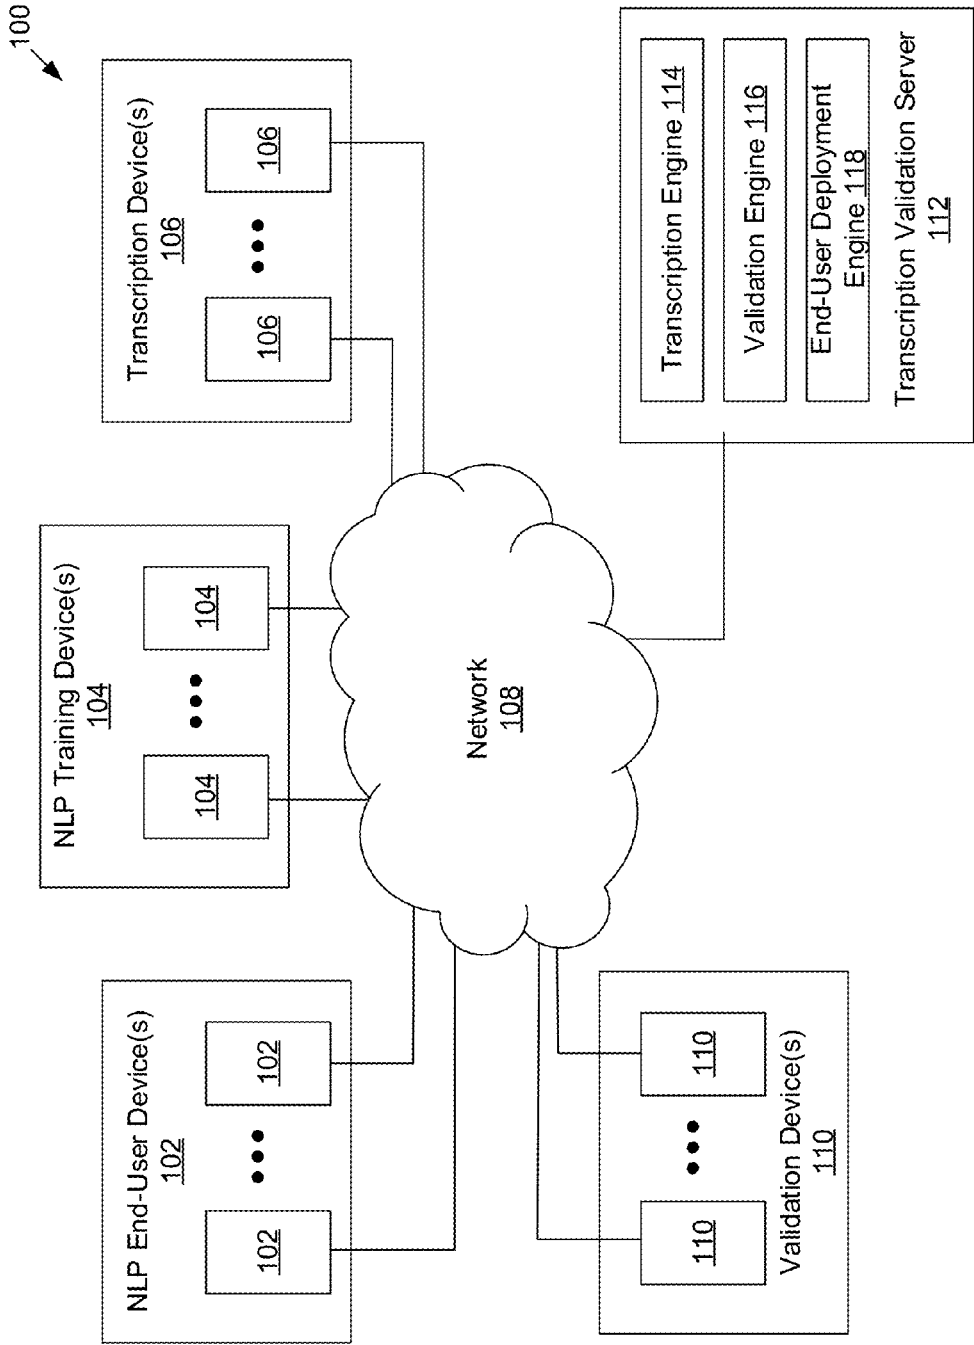 100
NLP End-User Device(s)
102
102
102
NLP Training Device(s)
104
104
104
Transcription Device(s)
106
106
106
Network
108
110
110
Validation Device(s)
110
Transcription Engine 114
Validation Engine 116
End-User Deployment
Engine 118
Transcription Validation Server
112